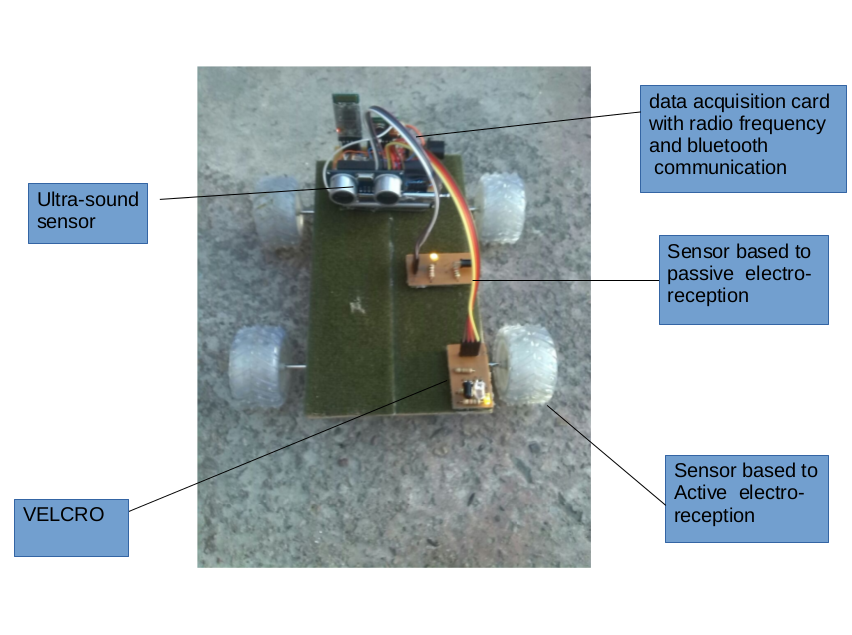 data acquisition card
with radio frequency
and bluetooth
communication
Ultra-sound
sensor
Sensor based to
passive electro-
reception
Sensor based to
Active electro-
reception
VELCRO